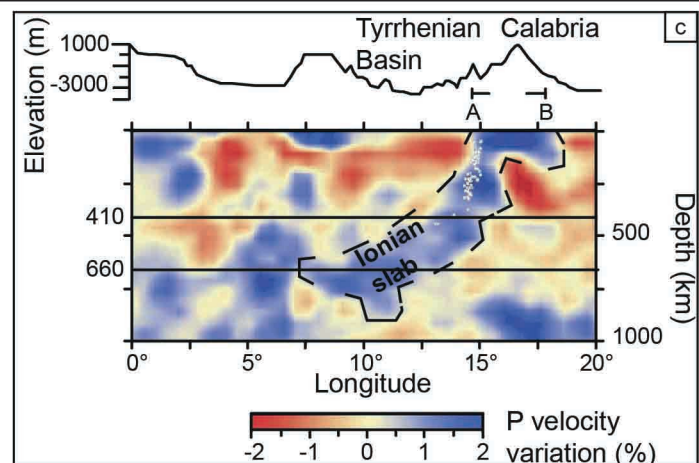 c
Tyrrhenian Calabria
Basin
Elevation (m)
1000
-3000
A B
410
660
500
1000
Depth (km)
Ionian
slab
0° 5° 10° 15° 20°
Longitude
-2 -1 0 1 2
P velocity
variation (%)